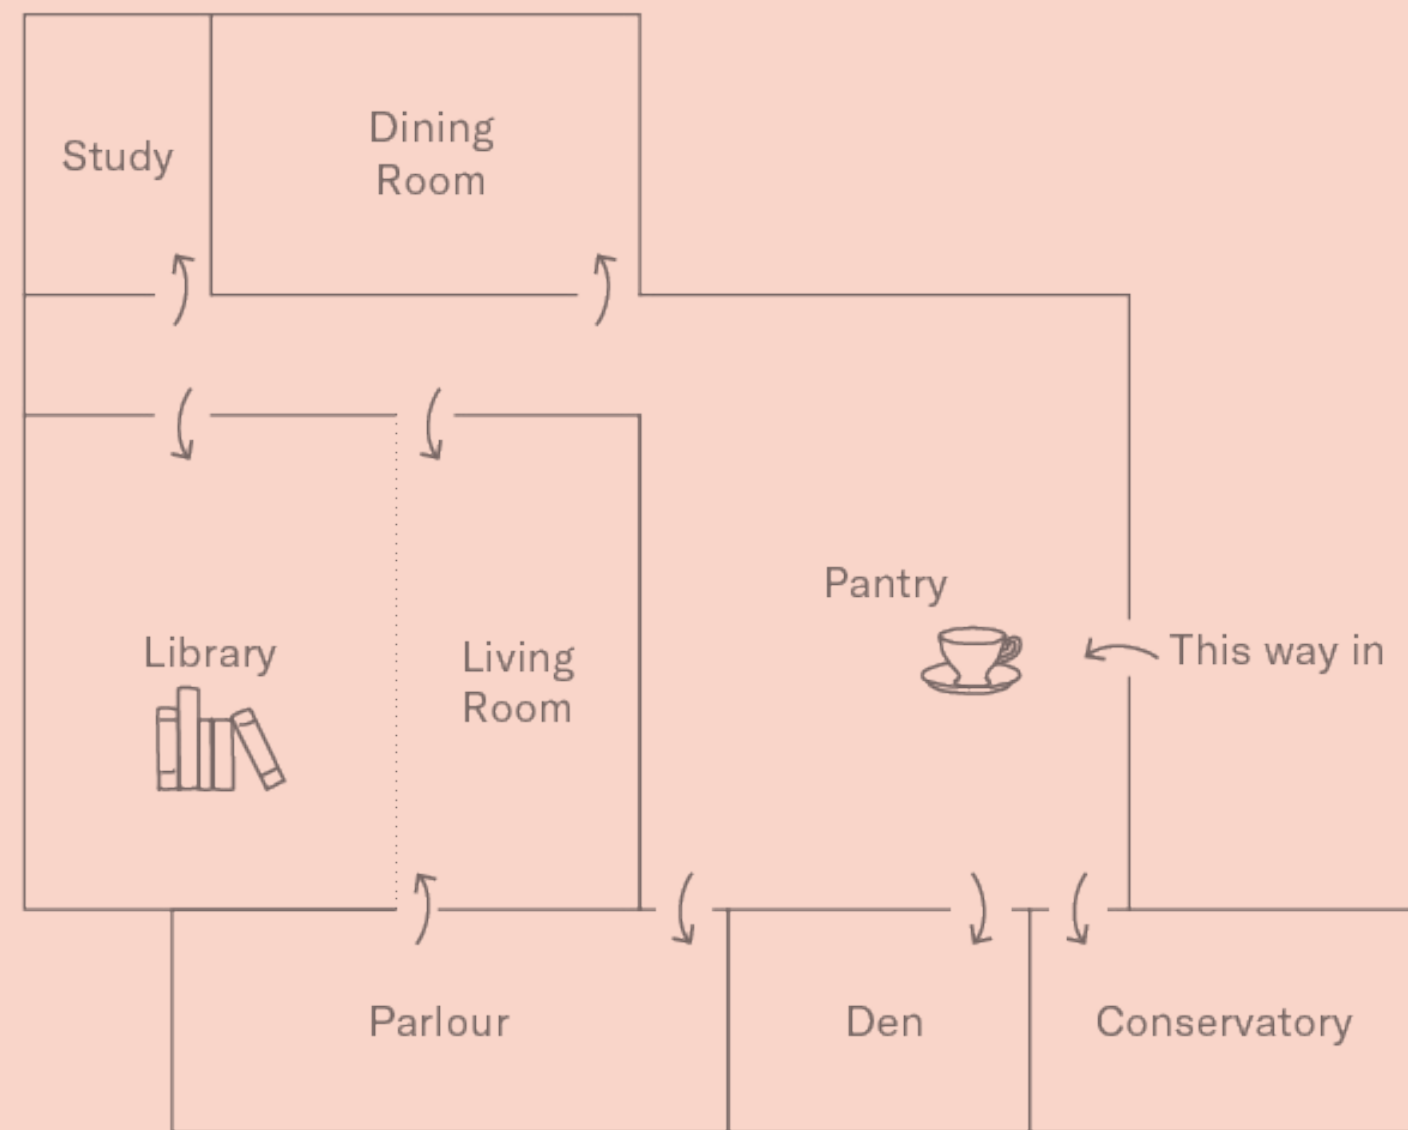 Study
Dining
Room
Pantry
This way in
Library
Living
Room
Parlour
Den
Conservatory